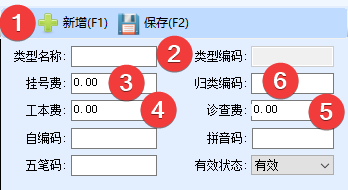 1 新增(F1) 保存(F2)
类型名称: 2 类型编码:
挂号费: 0.00 3 归类编码: 6
工本费: 0.00 4 诊查费: 0.00 5
自编码: 拼音码:
五笔码: 有效状态: 有效